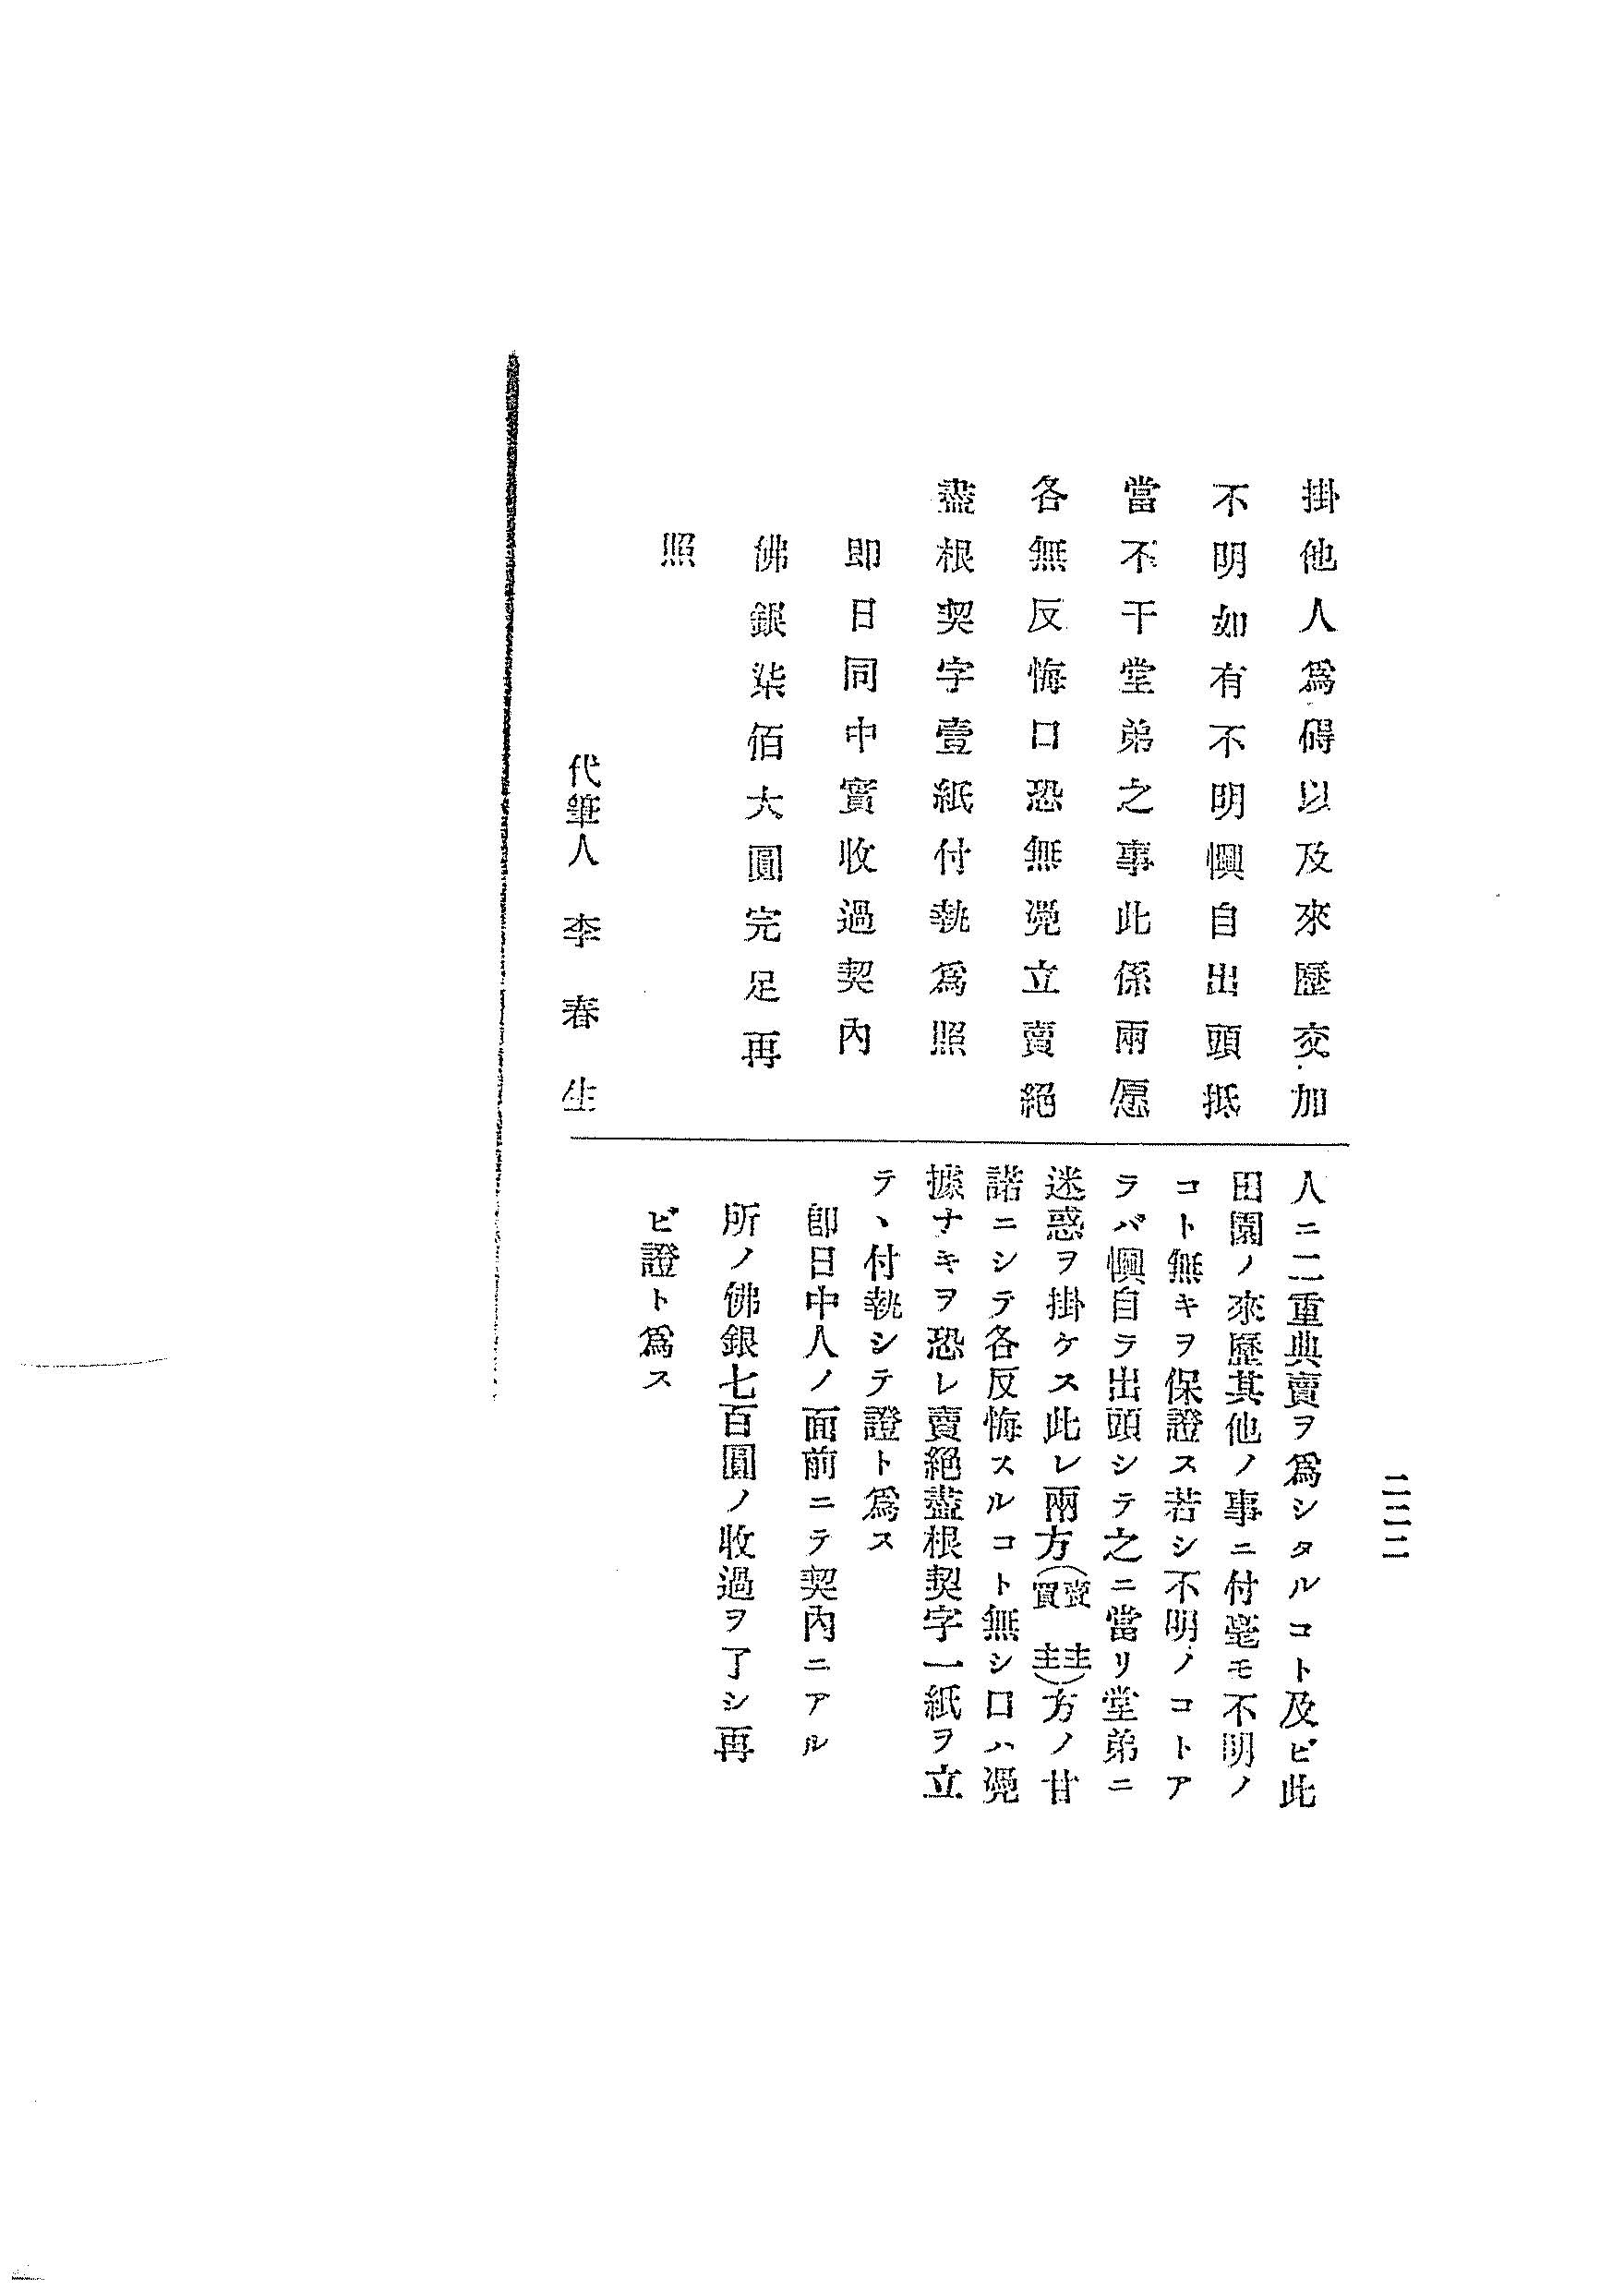 掛他人爲碍以及來歷交加
不明如有不明懊自出頭抵
當不干堂弟之事此係兩愿
各無反悔口恐無凴立賣絕
盡根契字壹紙付執爲照
即日同中實收過契內
佛銀柒佰大圓完足再
照
代筆人 李春生
二二二
人ニ二重典賣ヲ爲シタルコト及ビ此
田園ノ來歷其他ノ事ニ付毫モ不明ノ
コト無キヲ保證ス若シ不明ノコトア
ラバ懊自ラ出頭シテ之ニ當リ堂弟ニ
迷惑ヲ掛ケス此レ兩方(賣主買主)方ノ甘
諾ニシテ各反悔スルコト無シ口ハ凴
據ナキヲ恐レ賣絕盡根契字一紙ヲ立
テヽ付執シテ證ト爲ス
卽日中人ノ面前ニテ契內ニアル
所ノ佛銀七百圓ノ收過ヲ了シ再
ビ證ト爲ス